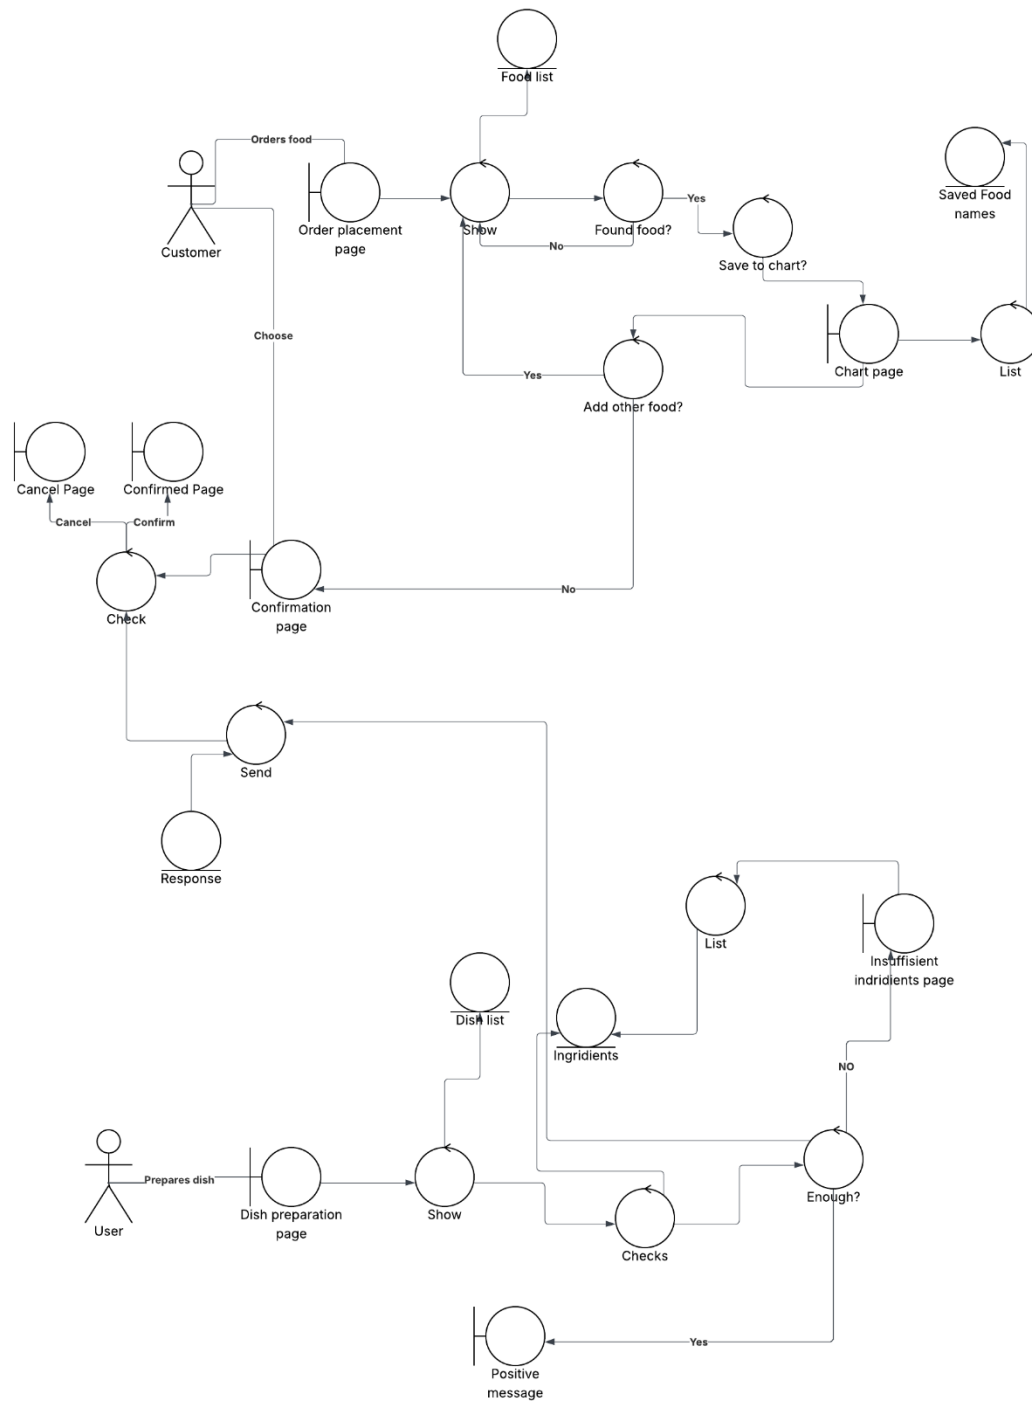 Food list
Orders food
Customer
Order placement
page
Show
Found food?
Yes
No
Save to chart?
Saved Food
names
Choose
Yes
Add other food?
Chart page
List
Cancel Page
Confirmed Page
Cancel
Confirm
Check
Confirmation
page
No
Send
Response
List
Insuffisient
indridients page
Dish list
Ingridients
NO
User
Prepares dish
Dish preparation
page
Show
Checks
Enough?
Yes
Positive
message